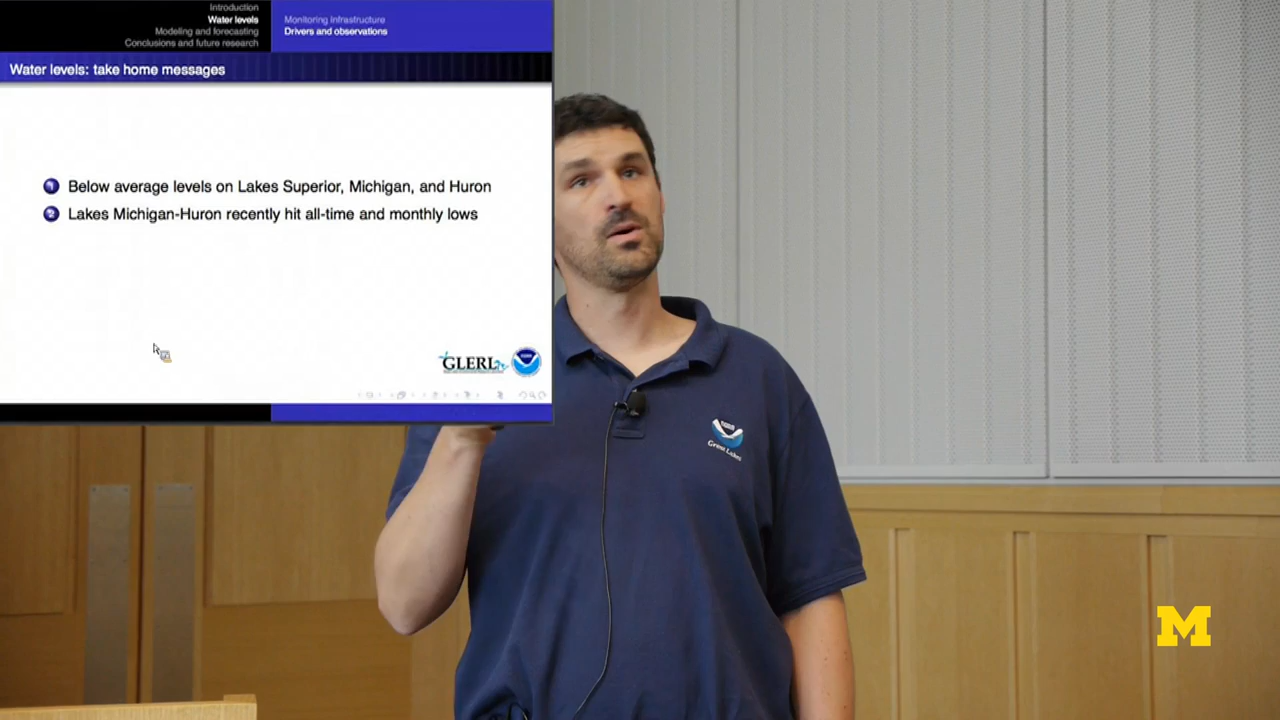 Introduction
Water levels
Modeling and forecasting
Conclusions and future research
Monitoring Infrastructure
Drivers and observations
Water levels: take home messages
1 Below average levels on Lakes Superior, Michigan, and Huron
2 Lakes Michigan-Huron recently hit all-time and monthly lows
GLERL
Great Lakes
M